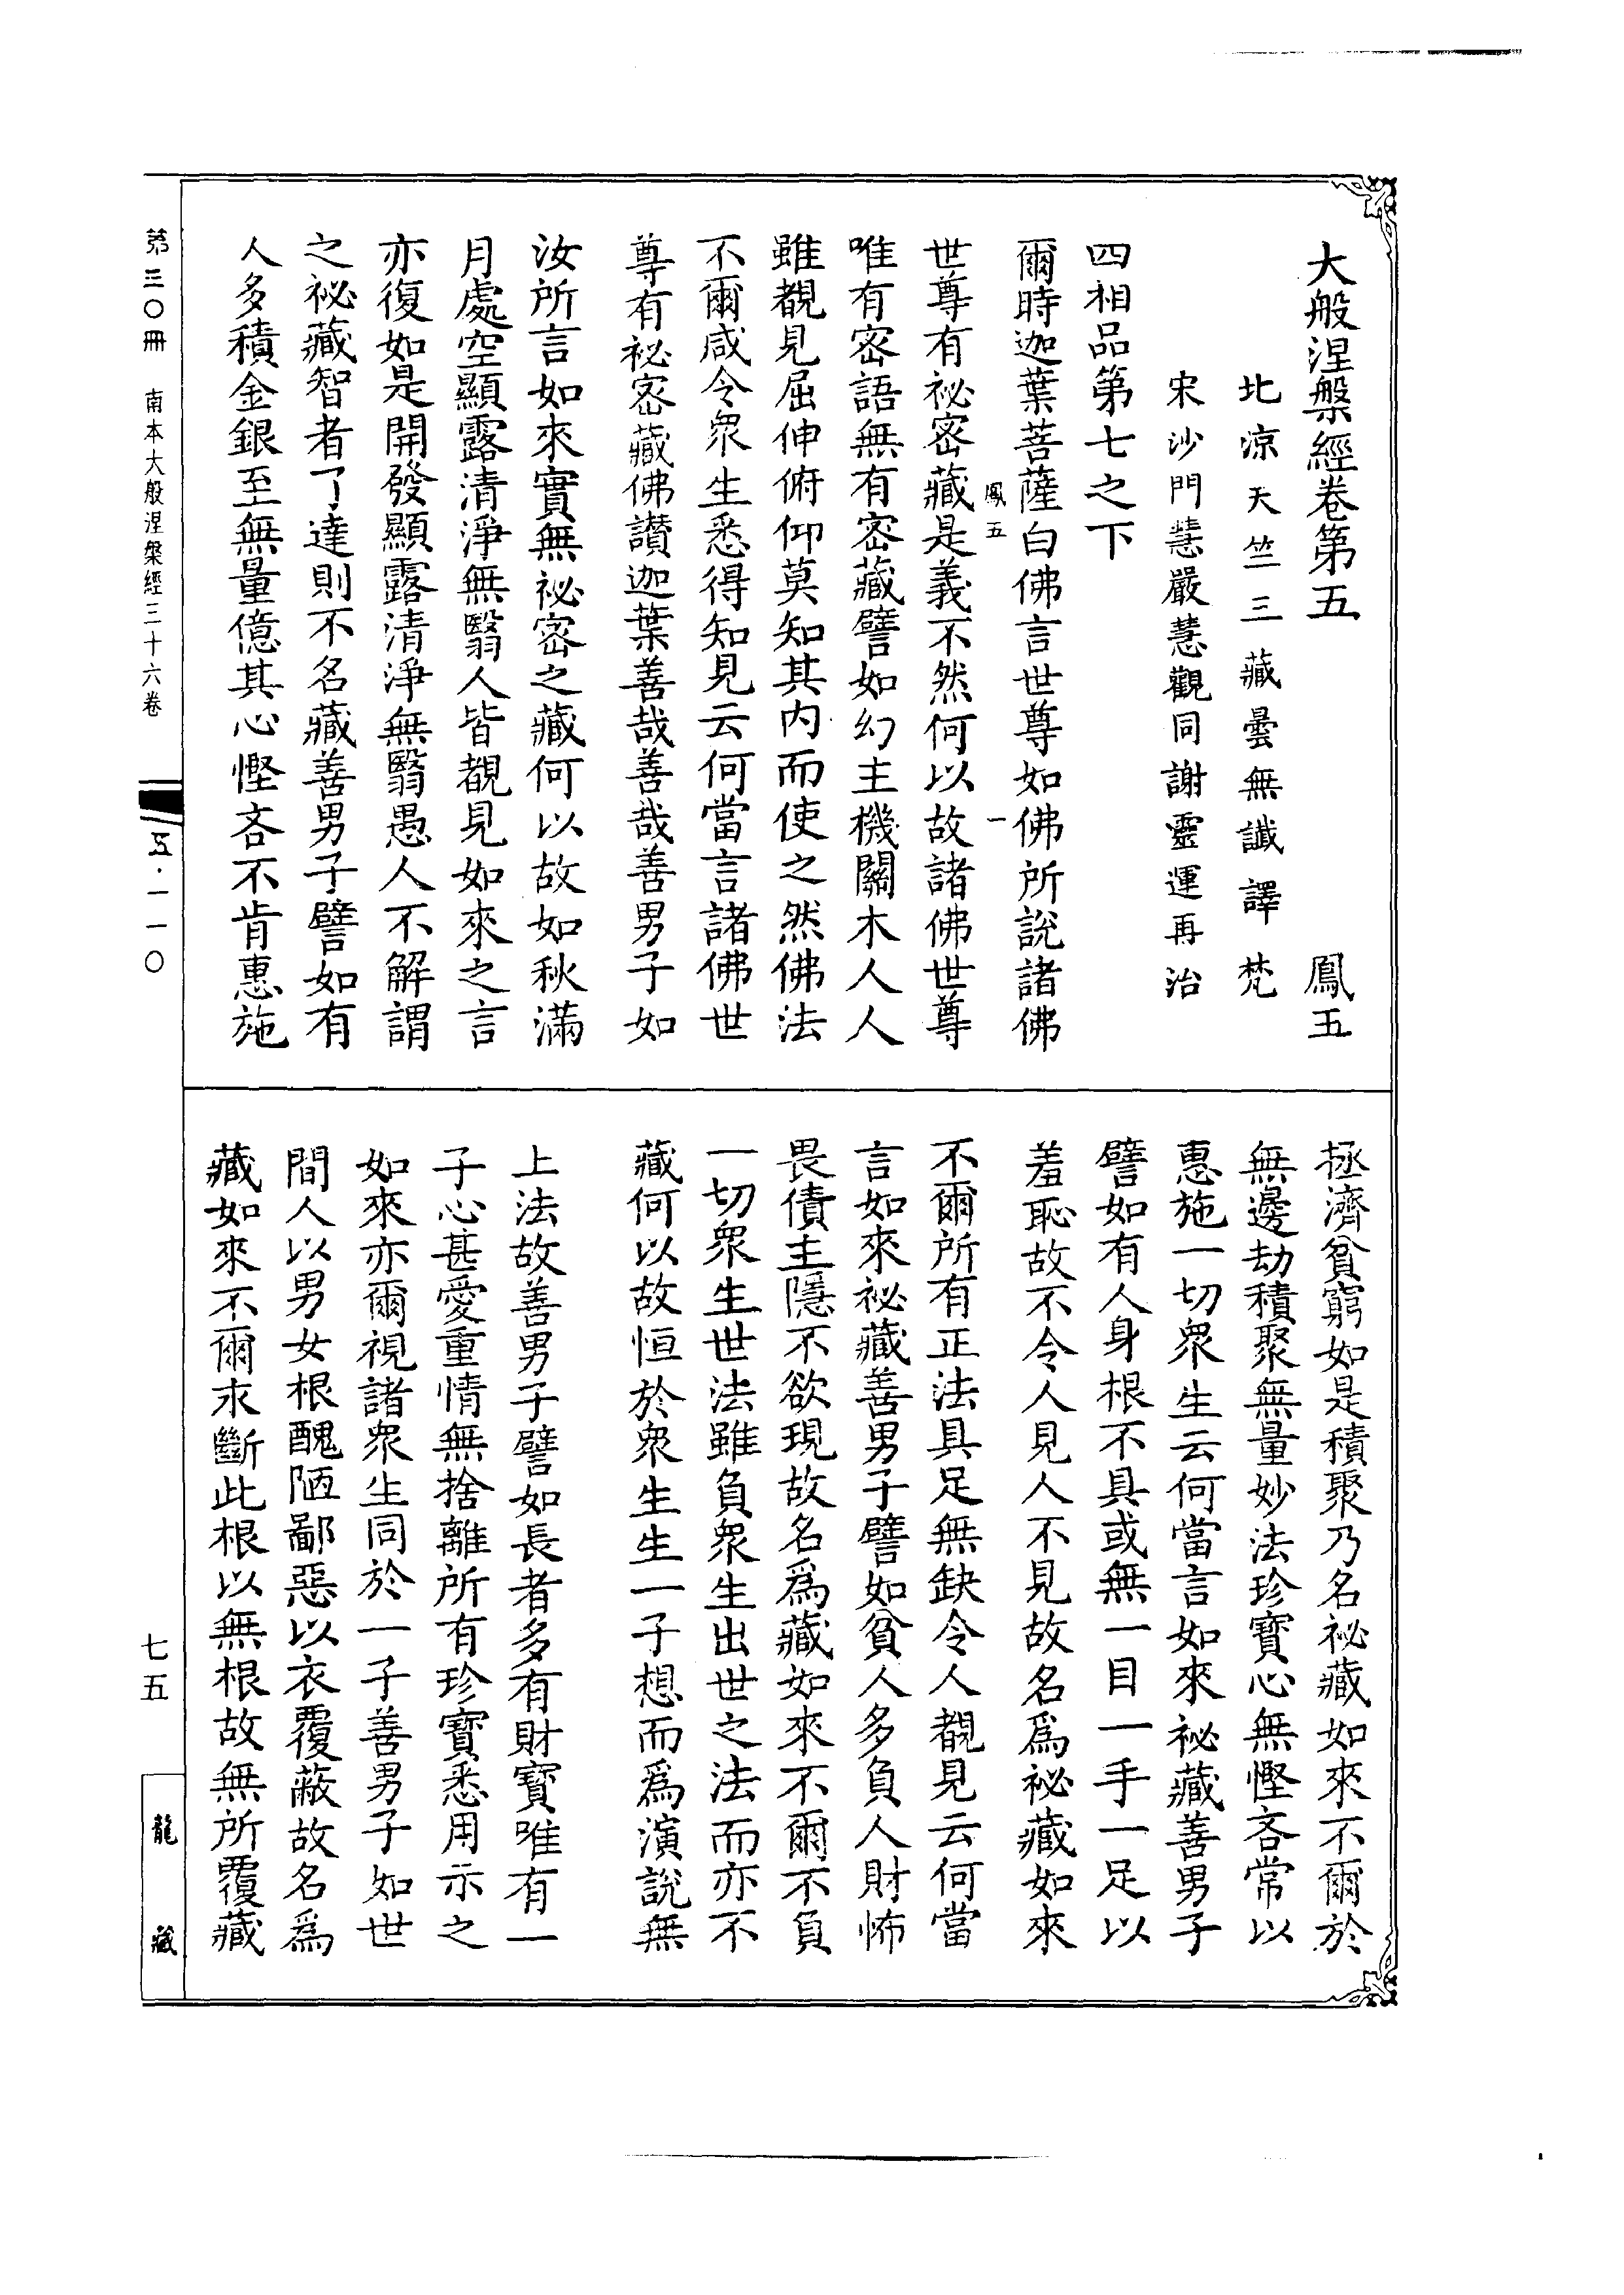 大般涅槃經卷第五　鳳五
北涼天竺三藏曇無讖譯梵
宋沙門慧嚴慧觀同謝靈運再治
四相品第七之下
爾時迦葉菩薩白佛言世尊如佛所說諸佛
鳳五　一
世尊有祕密藏是義不然何以故諸佛世尊
唯有密語無有密藏譬如幻主機關木人人
雖覩見屈伸俯仰莫知其内而使之然佛法
不爾咸令衆生悉得知見云何當言諸佛世
尊有祕密藏佛讃迦葉善哉善哉善男子如
汝所言如來實無祕密之藏何以故如秋滿
月處空顯露清淨無翳人皆覩見如來之言
亦復如是開發顯露清淨無翳愚人不解謂
之祕藏智者了達則不名藏善男子譬如有
人多積金銀至無量億其心慳吝不肯惠施
拯濟貧窮如是積聚乃名祕藏如來不爾於
無邊劫積聚無量妙法珍寶心無慳吝常以
惠施一切衆生云何當言如來祕藏善男子
譬如有人身根不具或無一目一手一足以
羞恥故不令人見人不見故名爲祕藏如來
不爾所有正法具足無缺令人覩見云何當
言如來祕藏善男子譬如貧人多負人財怖
畏債主隱不欲現故名爲藏如來不爾不負
一切衆生世法雖負衆生出世之法而亦不
藏何以故恒於衆生生一子想而爲演說無
上法故善男子譬如長者多有財寶唯有一
子心甚愛重情無捨離所有珍寶悉用示之
如來亦爾視諸衆生同於一子善男子如世
間人以男女根醜陋鄙惡以衣覆蔽故名爲
藏如來不爾永斷此根以無根故無所覆藏
第三〇冊　南本大般涅槃經三十六卷
五·一一〇
七五
龍藏